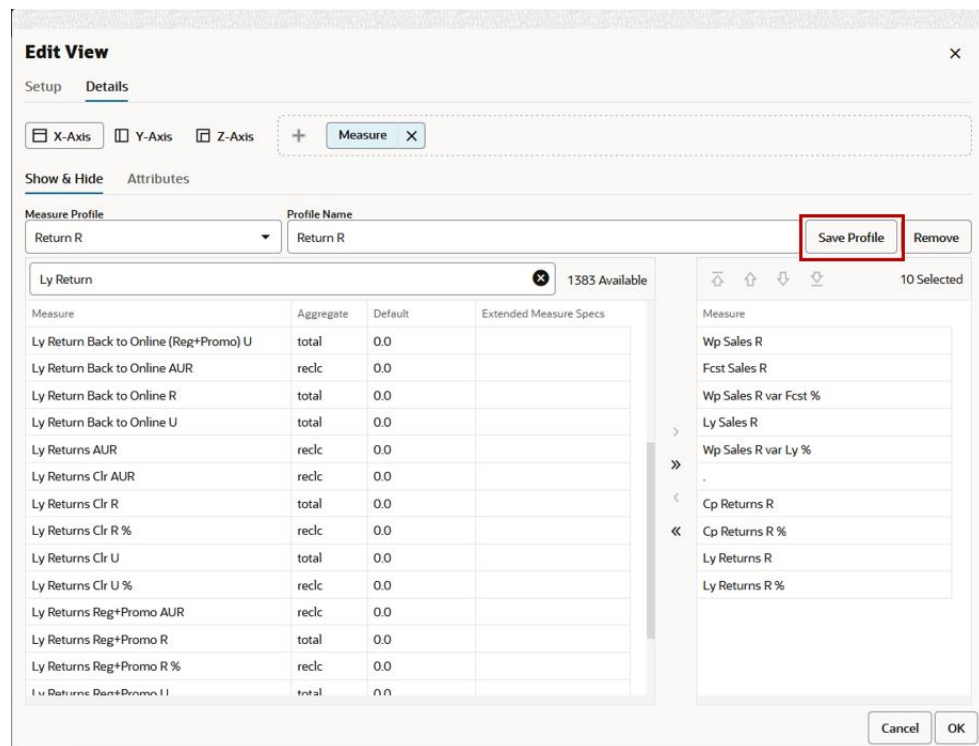 Edit View
Setup Details
X-Axis Y-Axis Z-Axis Measure
Show & Hide Attributes
Measure Profile Profile Name
Return R Return R Save Profile Remove
Ly Return 1383 Available 10 Selected
Measure Aggregate Default Extended Measure Specs Measure
Ly Return Back to Online (Reg+Promo) U total 0.0 Wp Sales R
Ly Return Back to Online AUR reclc 0.0 Fcst Sales R
Ly Return Back to Online R total 0.0 Wp Sales R var Fcst %
Ly Return Back to Online U total 0.0 Ly Sales R
Ly Returns AUR reclc 0.0 Wp Sales R var Ly %
Ly Returns Clr AUR reclc 0.0 .
Ly Returns Clr R total 0.0 Cp Returns R
Ly Returns Clr R % reclc 0.0 Cp Returns R %
Ly Returns Clr U total 0.0 Ly Returns R
Ly Returns Clr U % reclc 0.0 Ly Returns R %
Ly Returns Reg+Promo AUR reclc 0.0
Ly Returns Reg+Promo R total 0.0
Ly Returns Reg+Promo R % reclc 0.0
Ly Returns Reg+Promo U total 0.0
Cancel OK